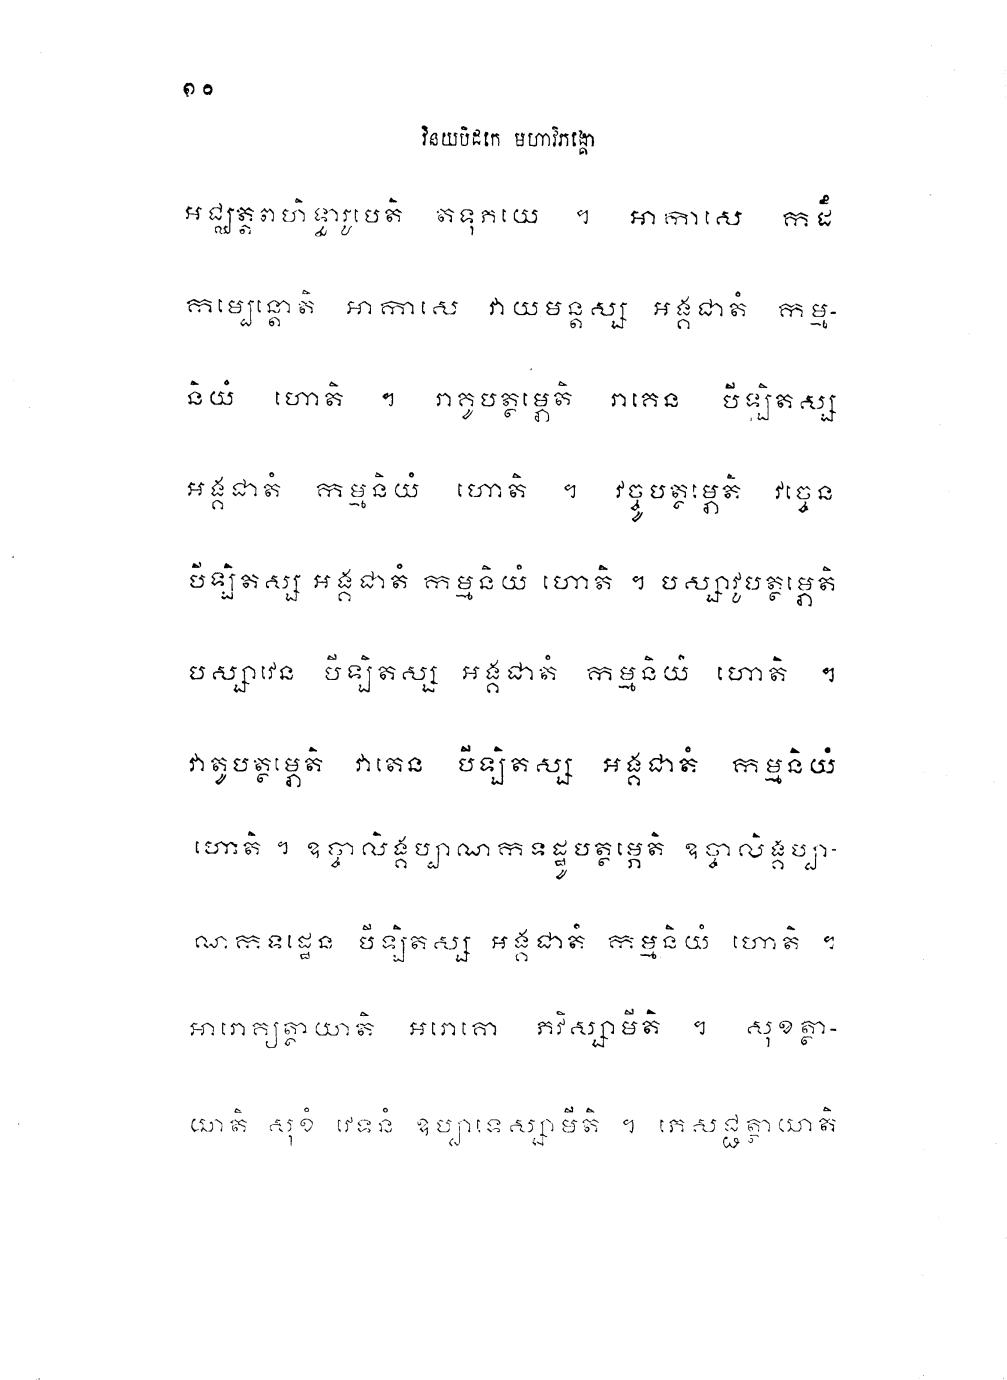 ១០
វិនយបិដកេ មហាវិភង្គោ
អជ្ឈត្តពហិទ្ធារូបេតិ តទុភយេ ។ អាកាសេ កដឹ
កម្បេន្តោតិ អាកាសេ វាយមន្តស្ស អង្គជាតំ កម្ម-
និយំ ហោតិ ។ រាគូបត្ថម្ភេតិ រាគេន បីឡិតស្ស
អង្គជាតំ កម្មនិយំ ហោតិ ។ វច្ចូបត្ថម្ភេតិ វច្ចេន
បីឡិតស្ស អង្គជាតំ កម្មនិយំ ហោតិ ។ បស្សាវូបត្ថម្ភេតិ
បស្សាវេន បីឡិតស្ស អង្គជាតំ កម្មនិយំ ហោតិ ។
វាតូបត្ថម្ភេតិ វាតេន បីឡិតស្ស អង្គជាតំ កម្មនិយំ
ហោតិ ។ ឧច្ចាលិង្គប្បាណកទដ្ឋូបត្ថម្ភេតិ ឧច្ចាលិង្គប្បា-
ណកទដ្ឋេន បីឡិតស្ស អង្គជាតំ កម្មនិយំ ហោតិ ។
អារោគ្យត្ថាយាតិ អរោគោ ភវិស្សាមីតិ ។ សុខត្ថា-
យាតិ សុខំ វេទនំ ឧប្បាទេស្សាមីតិ ។ ភេសជ្ជត្ថាយាតិ